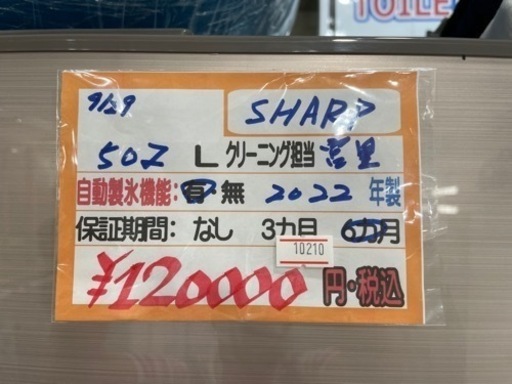 TOILE
9/29
SHARP
502 L クリーニング担当 吉里
自動製氷機能: 有 無 2022 年製
保証期間: なし 3カ月 6カ月
10210
¥120000 円・税込